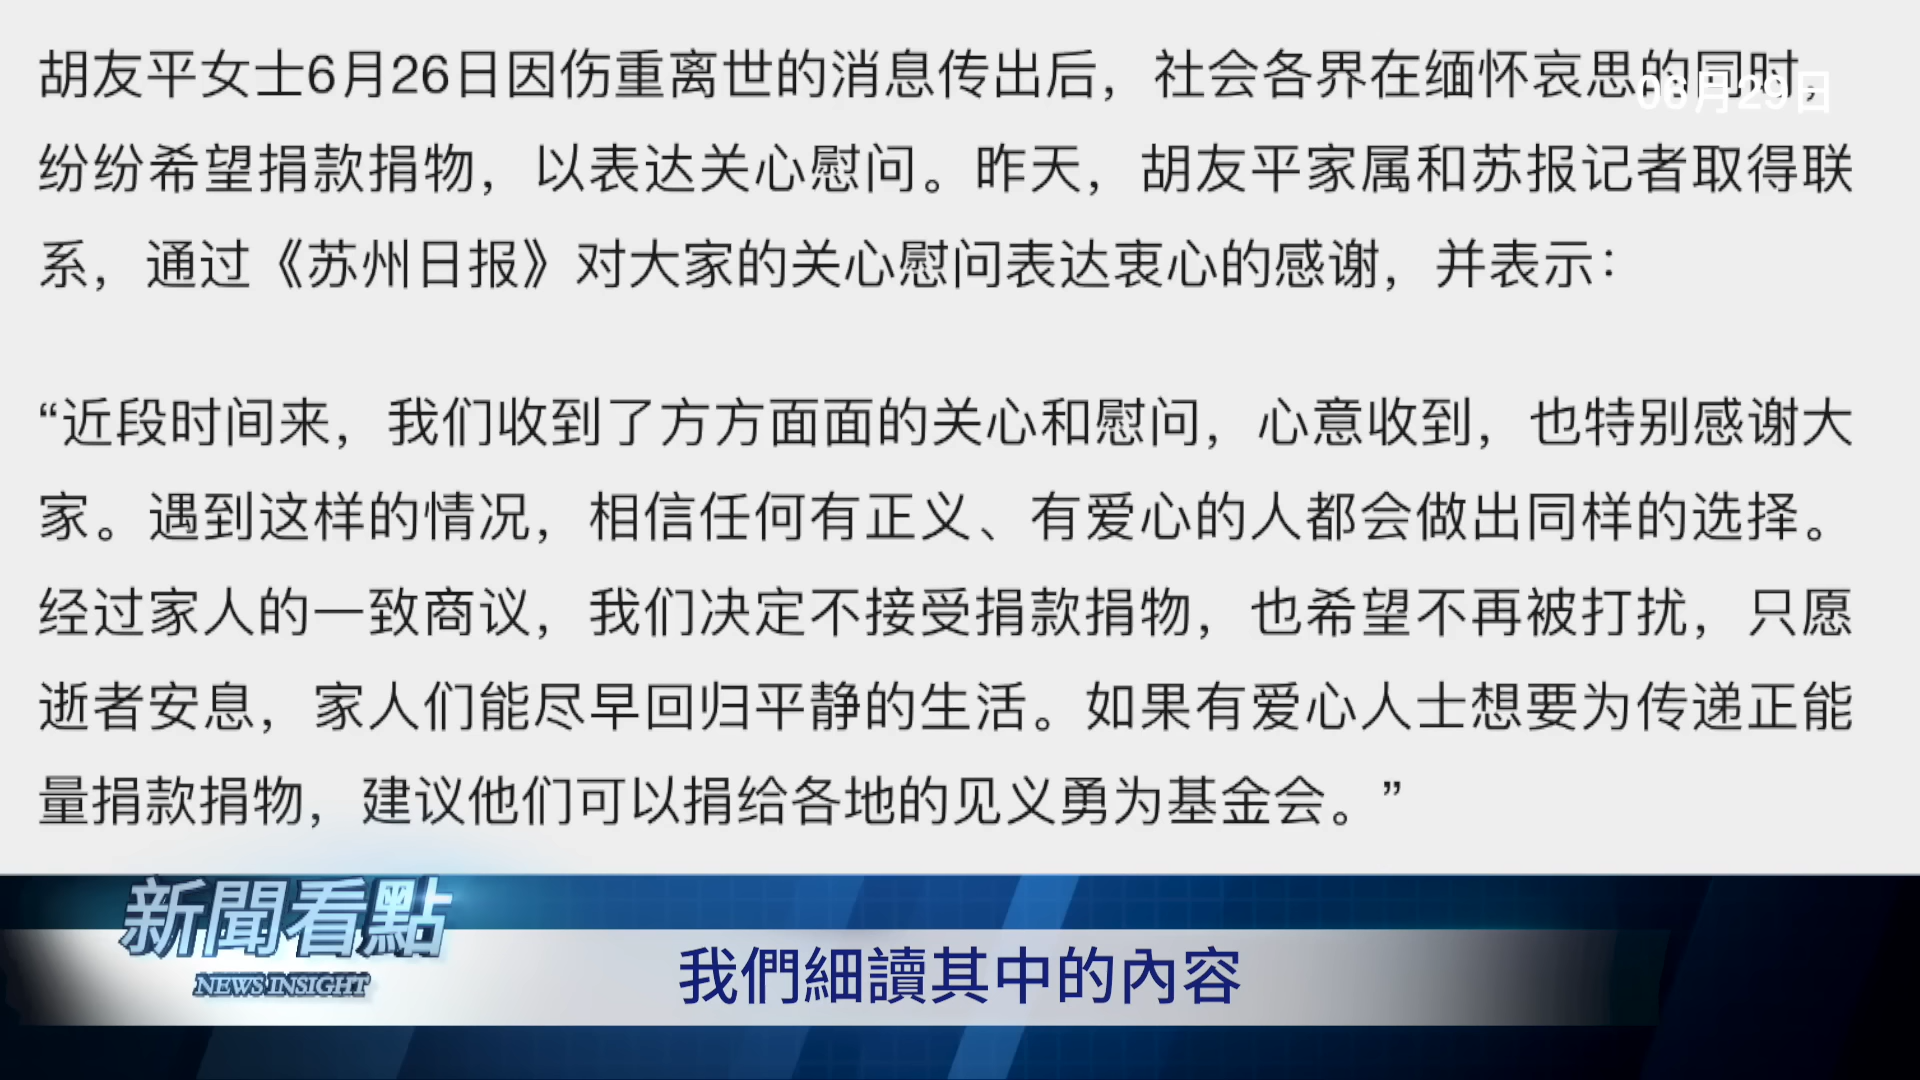 胡友平女士6月26日因伤重离世的消息传出后，社会各界在缅怀哀思的同时，
06月29日
纷纷希望捐款捐物，以表达关心慰问。昨天，胡友平家属和苏报记者取得联
系，通过《苏州日报》对大家的关心慰问表达衷心的感谢，并表示：
“近段时间来，我们收到了方方面面的关心和慰问，心意收到，也特别感谢大
家。遇到这样的情况，相信任何有正义、有爱心的人都会做出同样的选择。
经过家人的一致商议，我们决定不接受捐款捐物，也希望不再被打扰，只愿
逝者安息，家人们能尽早回归平静的生活。如果有爱心人士想要为传递正能
量捐款捐物，建议他们可以捐给各地的见义勇为基金会。”
新聞看點
NEWS INSIGHT
我們細讀其中的內容